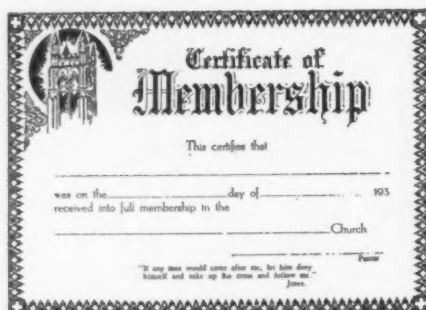 Certificate of
Membership
This certifies that
was on the day of 195
received into full membership in the
Church
Pastor
"If any man would come after me, let him deny
himself and take up his cross and follow me."
Jesus.